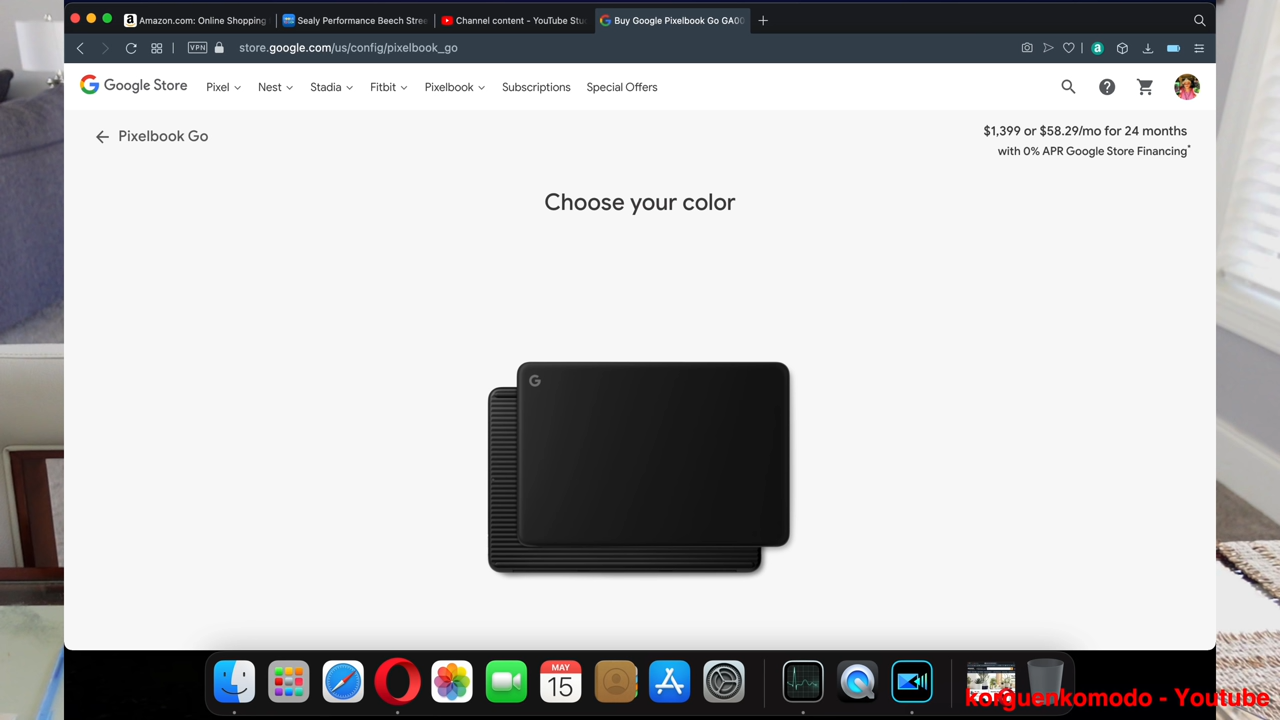 Amazon.com: Online Shopping
Sealy Performance Beech Stree
Channel content - YouTube Stu
Buy Google Pixelbook Go GA00
VPN
store.google.com/us/config/pixelbook_go
Google Store
Pixel
Nest
Stadia
Fitbit
Pixelbook
Subscriptions
Special Offers
Pixelbook Go
$1,399 or $58.29/mo for 24 months
with 0% APR Google Store Financing*
Choose your color
G
MAY
15
korguenkomodo - Youtube